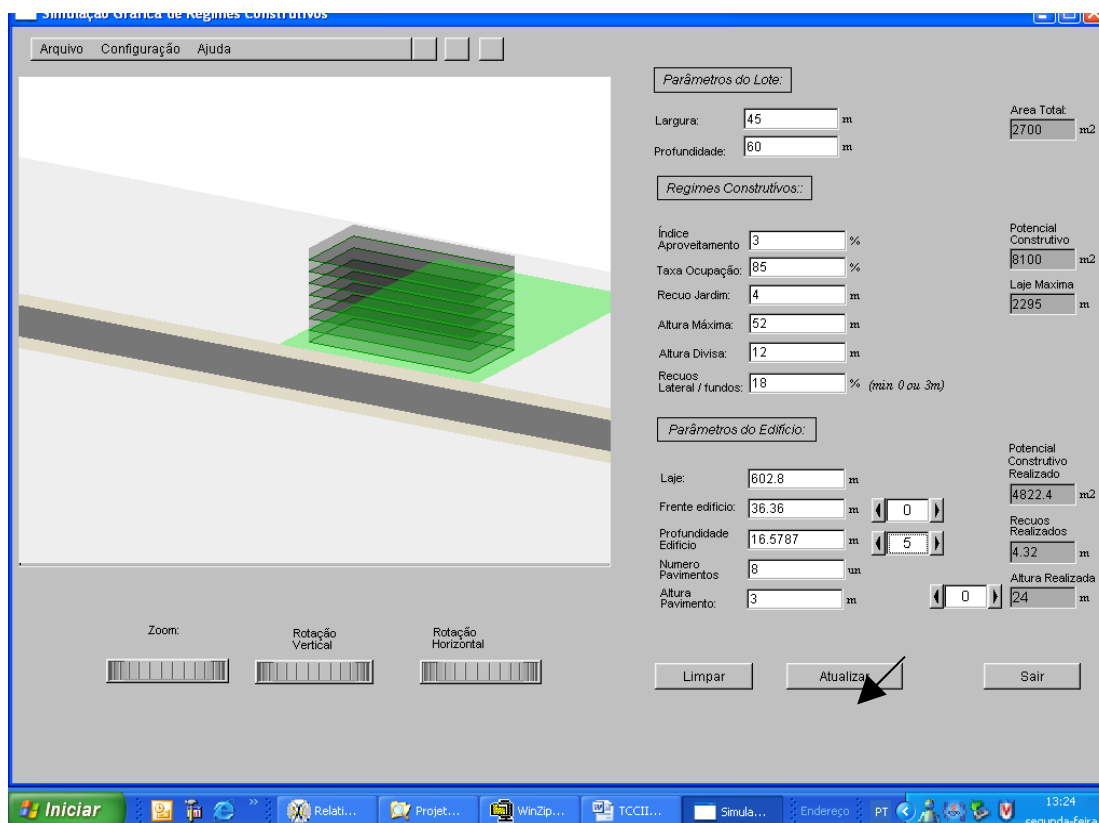 Simulação Gráfica de Regimes Construtivos
Arquivo Configuração Ajuda
Parâmetros do Lote:
Largura: 45 m
Area Total:
2700 m2
Profundidade: 60 m
Regimes Construtívos::
Índice
Aproveitamento 3 %
Potencial
Construtivo
8100 m2
Taxa Ocupação: 85 %
Laje Maxima
2295 m
Recuo Jardim: 4 m
Altura Máxima: 52 m
Altura Divisa: 12 m
Recuos
Lateral / fundos: 18 % (min 0 ou 3m)
Parâmetros do Edifício:
Laje: 602.8 m
Potencial
Construtivo
Realizado
4822.4 m2
Frente edificio: 36.36 m 0
Recuos
Realizados
4.32 m
Profundidade
Edificio 16.5787 m 5
Numero
Pavimentos 8 un
Altura
Pavimento: 3 m 0
Altura Realizada
24 m
Zoom:
Rotação
Vertical
Rotação
Horizontal
Limpar Atualizar Sair
Iniciar » Relati... Projet... WinZip... TCCII... Simula... Endereço » PT 13:24
segunda-feira